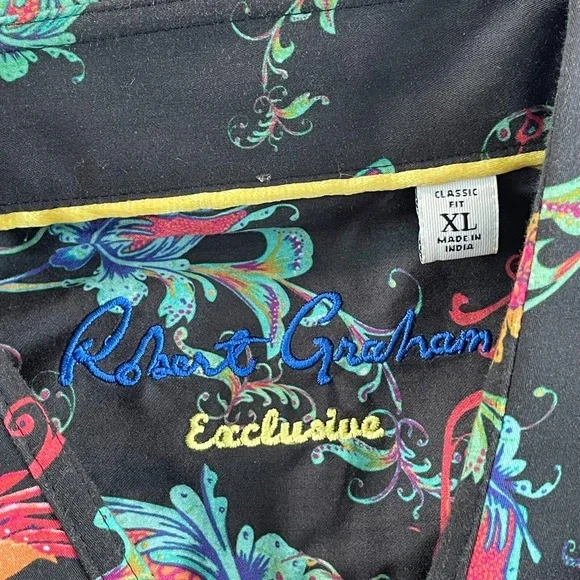 CLASSIC
FIT
XL
MADE IN
INDIA
Robert Graham
Exclusive